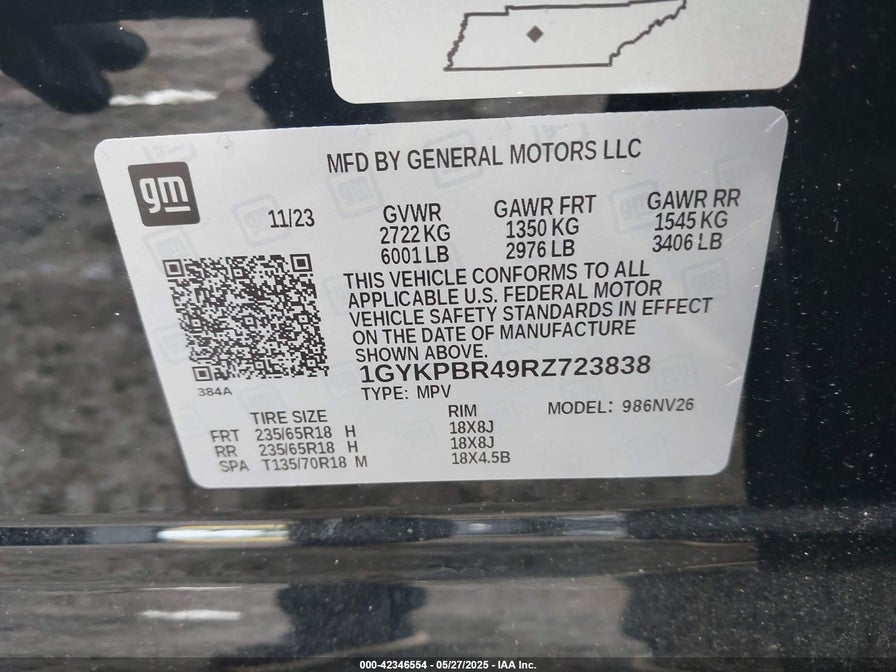 MFD BY GENERAL MOTORS LLC
gm
11/23
GVWR
2722 KG
6001 LB
GAWR FRT
1350 KG
2976 LB
GAWR RR
1545 KG
3406 LB
THIS VEHICLE CONFORMS TO ALL
APPLICABLE U.S. FEDERAL MOTOR
VEHICLE SAFETY STANDARDS IN EFFECT
ON THE DATE OF MANUFACTURE
SHOWN ABOVE.
1GYKPBR49RZ723838
384A
TYPE: MPV
MODEL: 986NV26
TIRE SIZE RIM
FRT 235/65R18 H 18X8J
RR 235/65R18 H 18X8J
SPA T135/70R18 M 18X4.5B
000-42346554 - 05/27/2025 - IAA Inc.